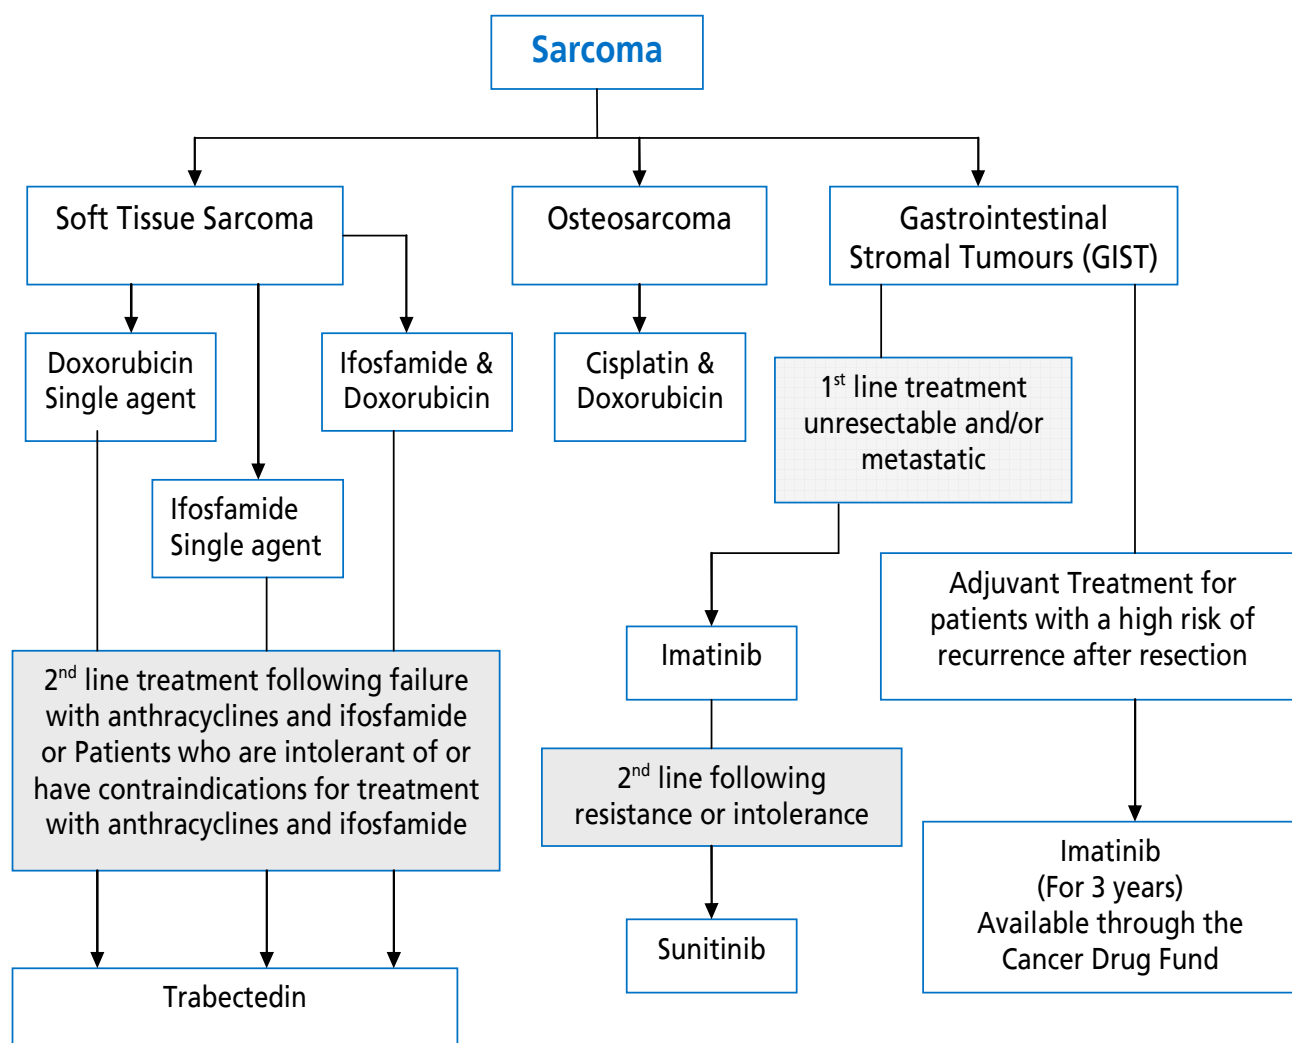 Sarcoma
Soft Tissue Sarcoma
Osteosarcoma
Gastrointestinal
Stromal Tumours (GIST)
Doxorubicin
Single agent
Ifosfamide &
Doxorubicin
Cisplatin &
Doxorubicin
1st line treatment
unresectable and/or
metastatic
Ifosfamide
Single agent
Adjuvant Treatment for
patients with a high risk of
recurrence after resection
Imatinib
2nd line treatment following failure
with anthracyclines and ifosfamide
or Patients who are intolerant of or
have contraindications for treatment
with anthracyclines and ifosfamide
2nd line following
resistance or intolerance
Imatinib
(For 3 years)
Available through the
Cancer Drug Fund
Sunitinib
Trabectedin